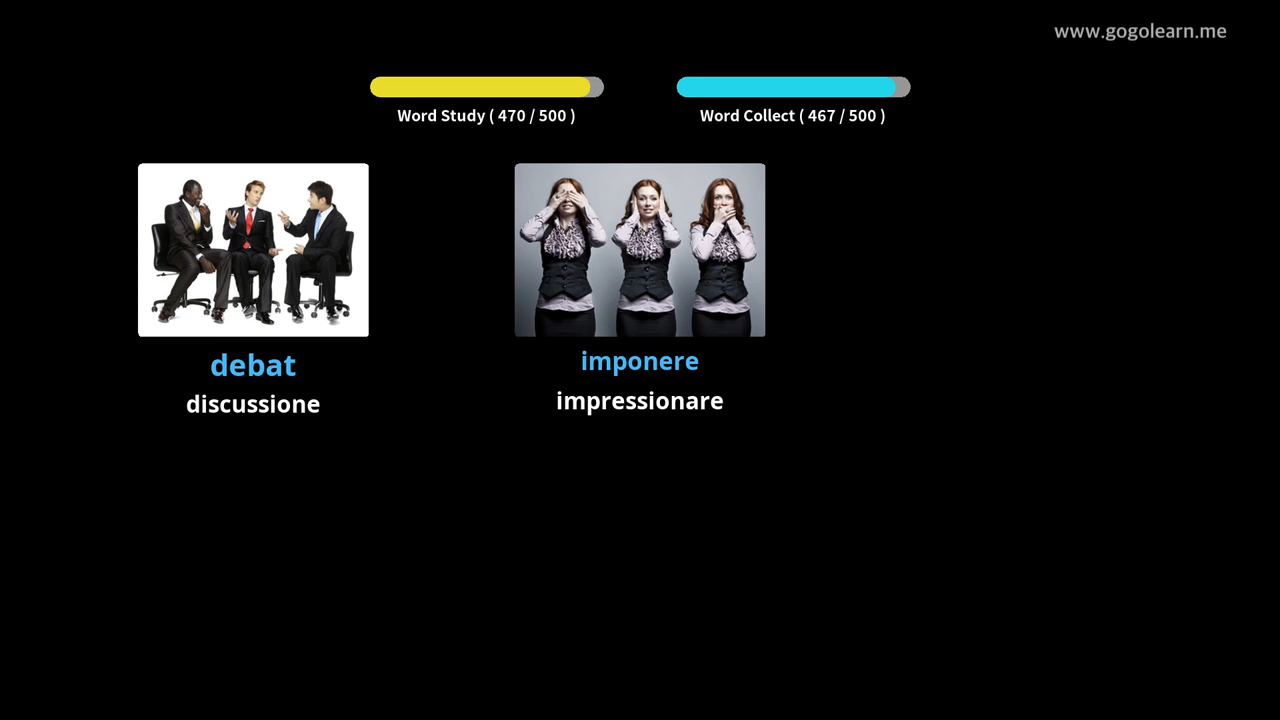 www.gogolearn.me
Word Study ( 470 / 500 )
Word Collect ( 467 / 500 )
debat
discussione
imponere
impressionare